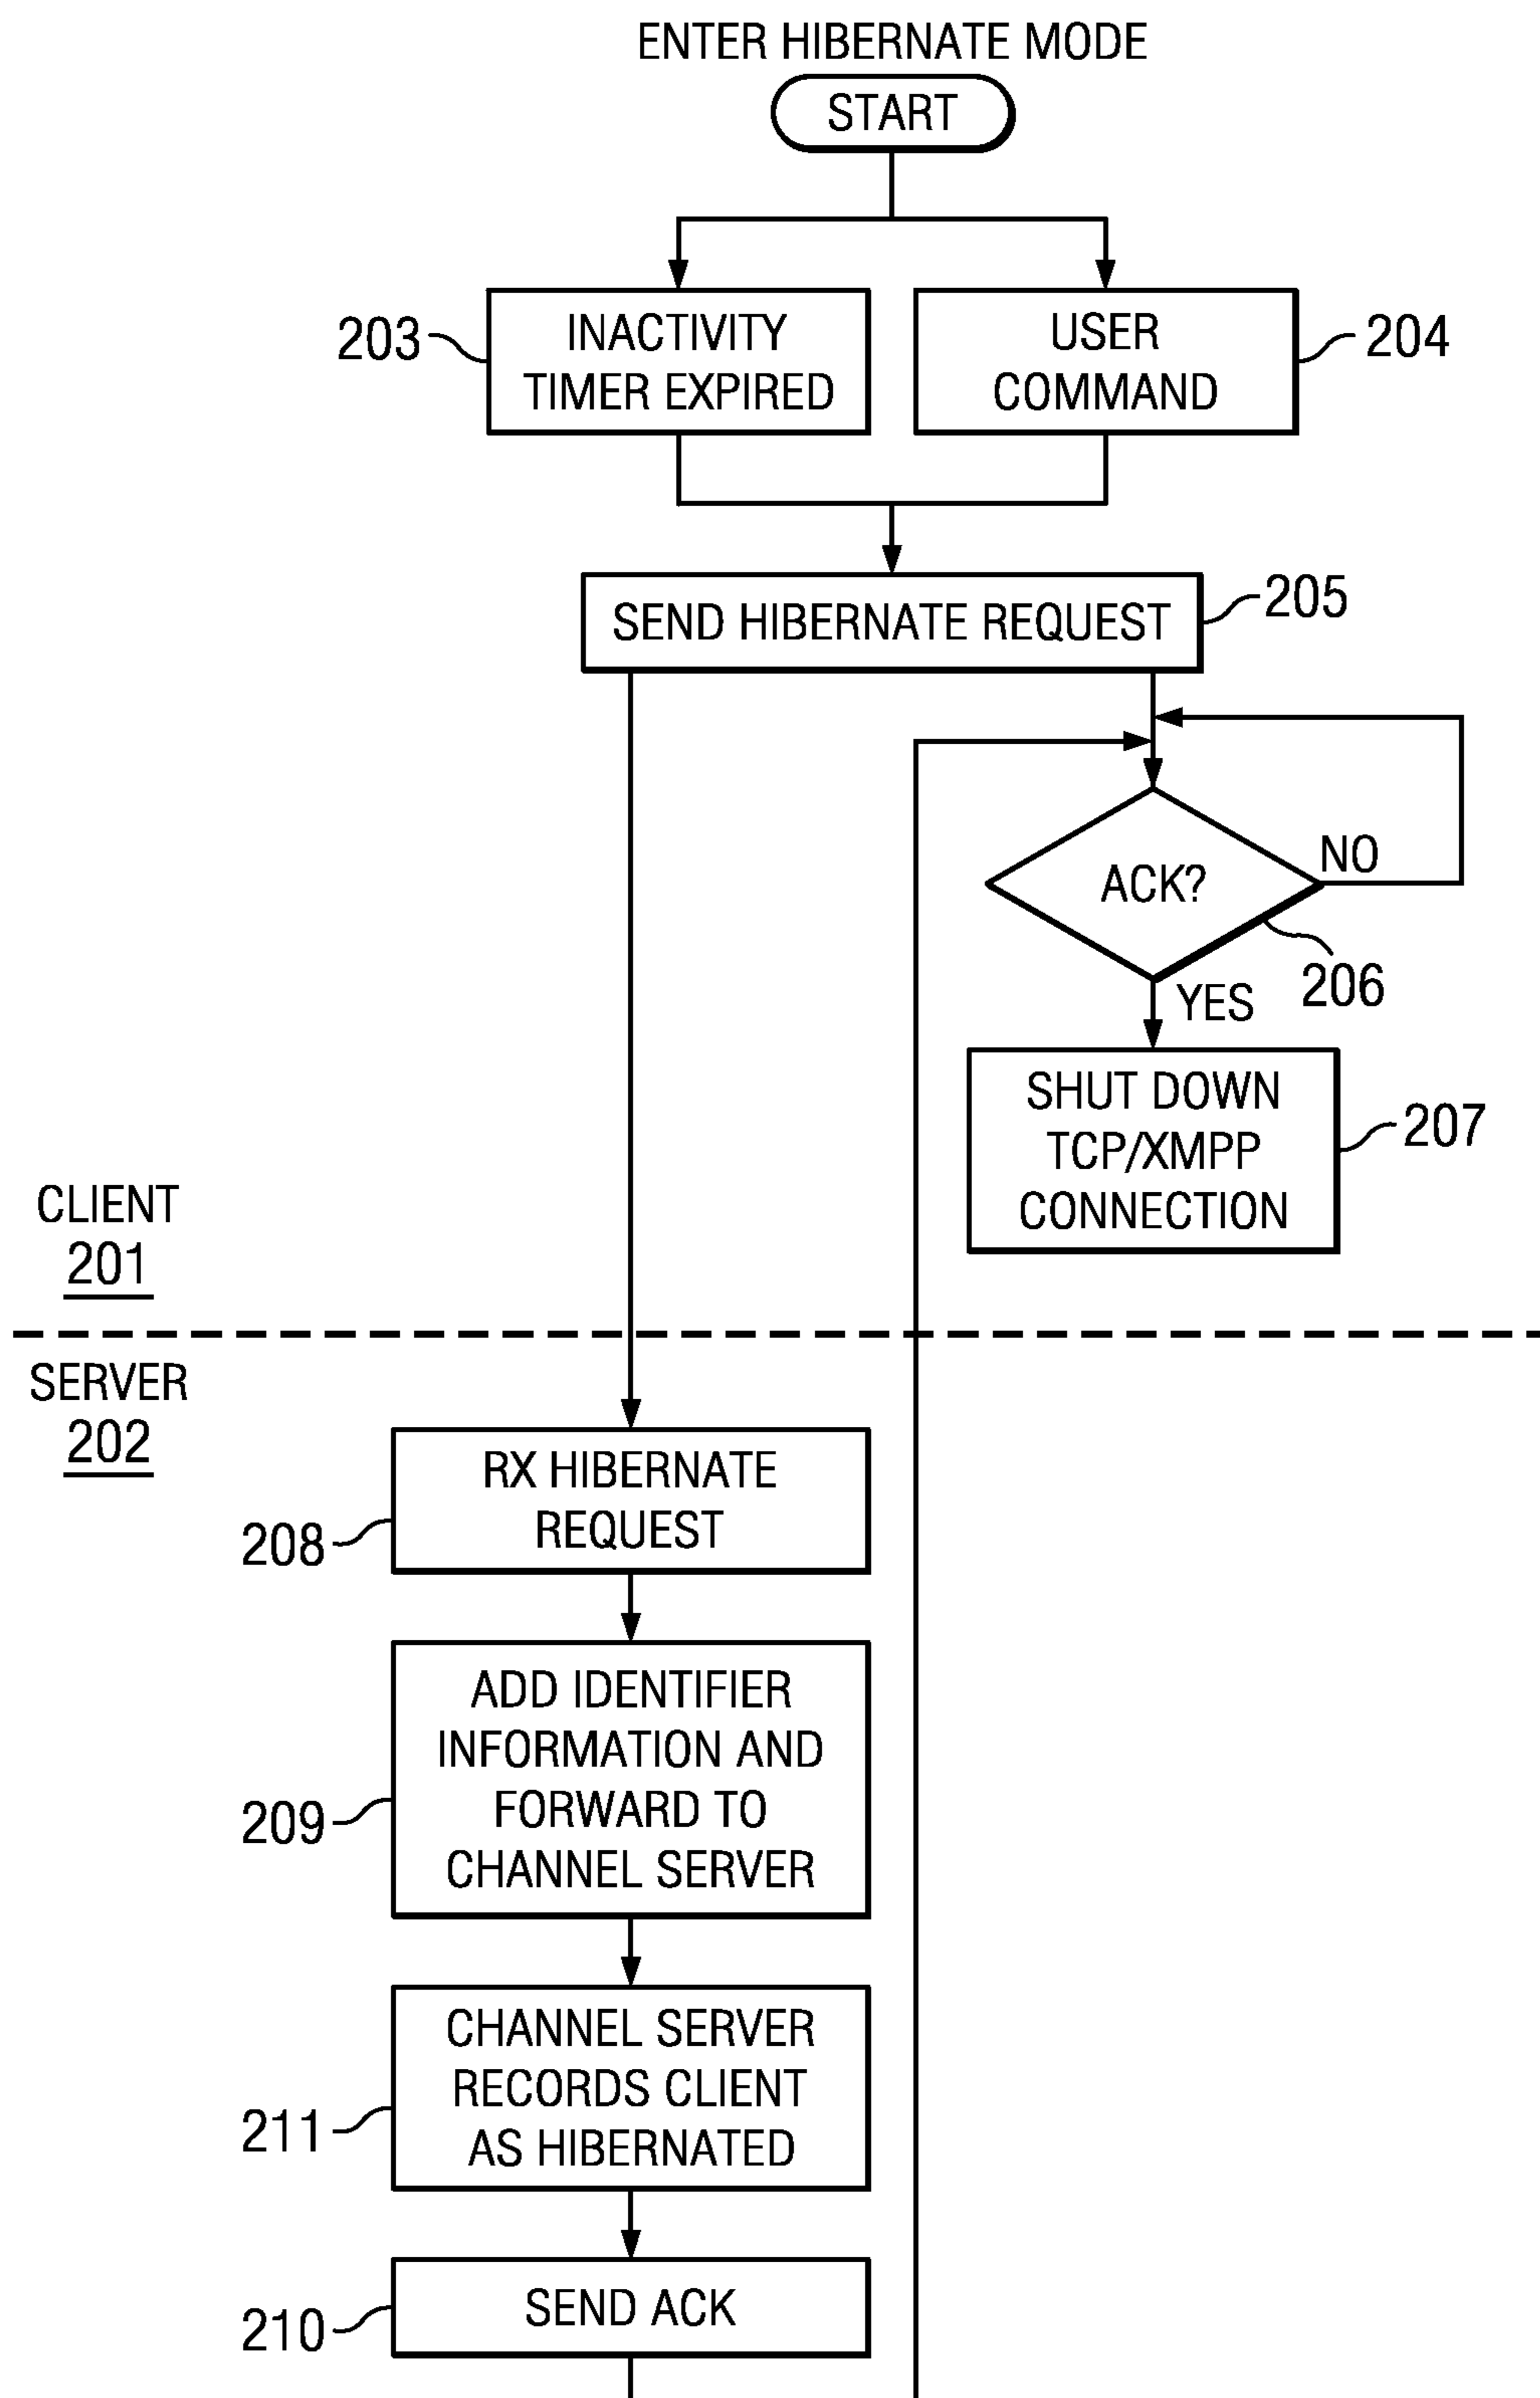 ENTER HIBERNATE MODE
START
203
INACTIVITY
TIMER EXPIRED
USER
COMMAND
204
SEND HIBERNATE REQUEST
205
ACK?
NO
206
YES
SHUT DOWN
TCP/XMPP
CONNECTION
207
CLIENT
201
SERVER
202
RX HIBERNATE
REQUEST
208
ADD IDENTIFIER
INFORMATION AND
FORWARD TO
CHANNEL SERVER
209
CHANNEL SERVER
RECORDS CLIENT
AS HIBERNATED
211
SEND ACK
210